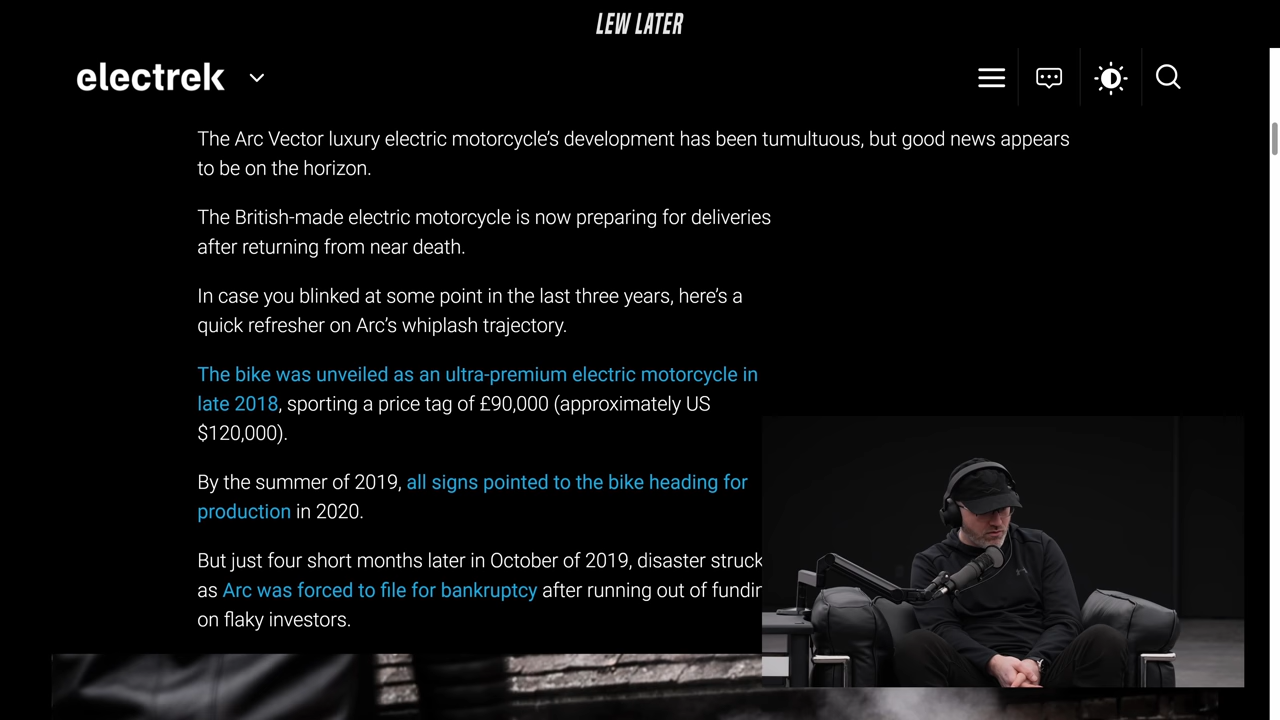 LEW LATER
electrek
The Arc Vector luxury electric motorcycle's development has been tumultuous, but good news appears
to be on the horizon.
The British-made electric motorcycle is now preparing for deliveries
after returning from near death.
In case you blinked at some point in the last three years, here's a
quick refresher on Arc's whiplash trajectory.
The bike was unveiled as an ultra-premium electric motorcycle in
late 2018, sporting a price tag of £90,000 (approximately US
$120,000).
By the summer of 2019, all signs pointed to the bike heading for
production in 2020.
But just four short months later in October of 2019, disaster struck
as Arc was forced to file for bankruptcy after running out of
on flaky investors.